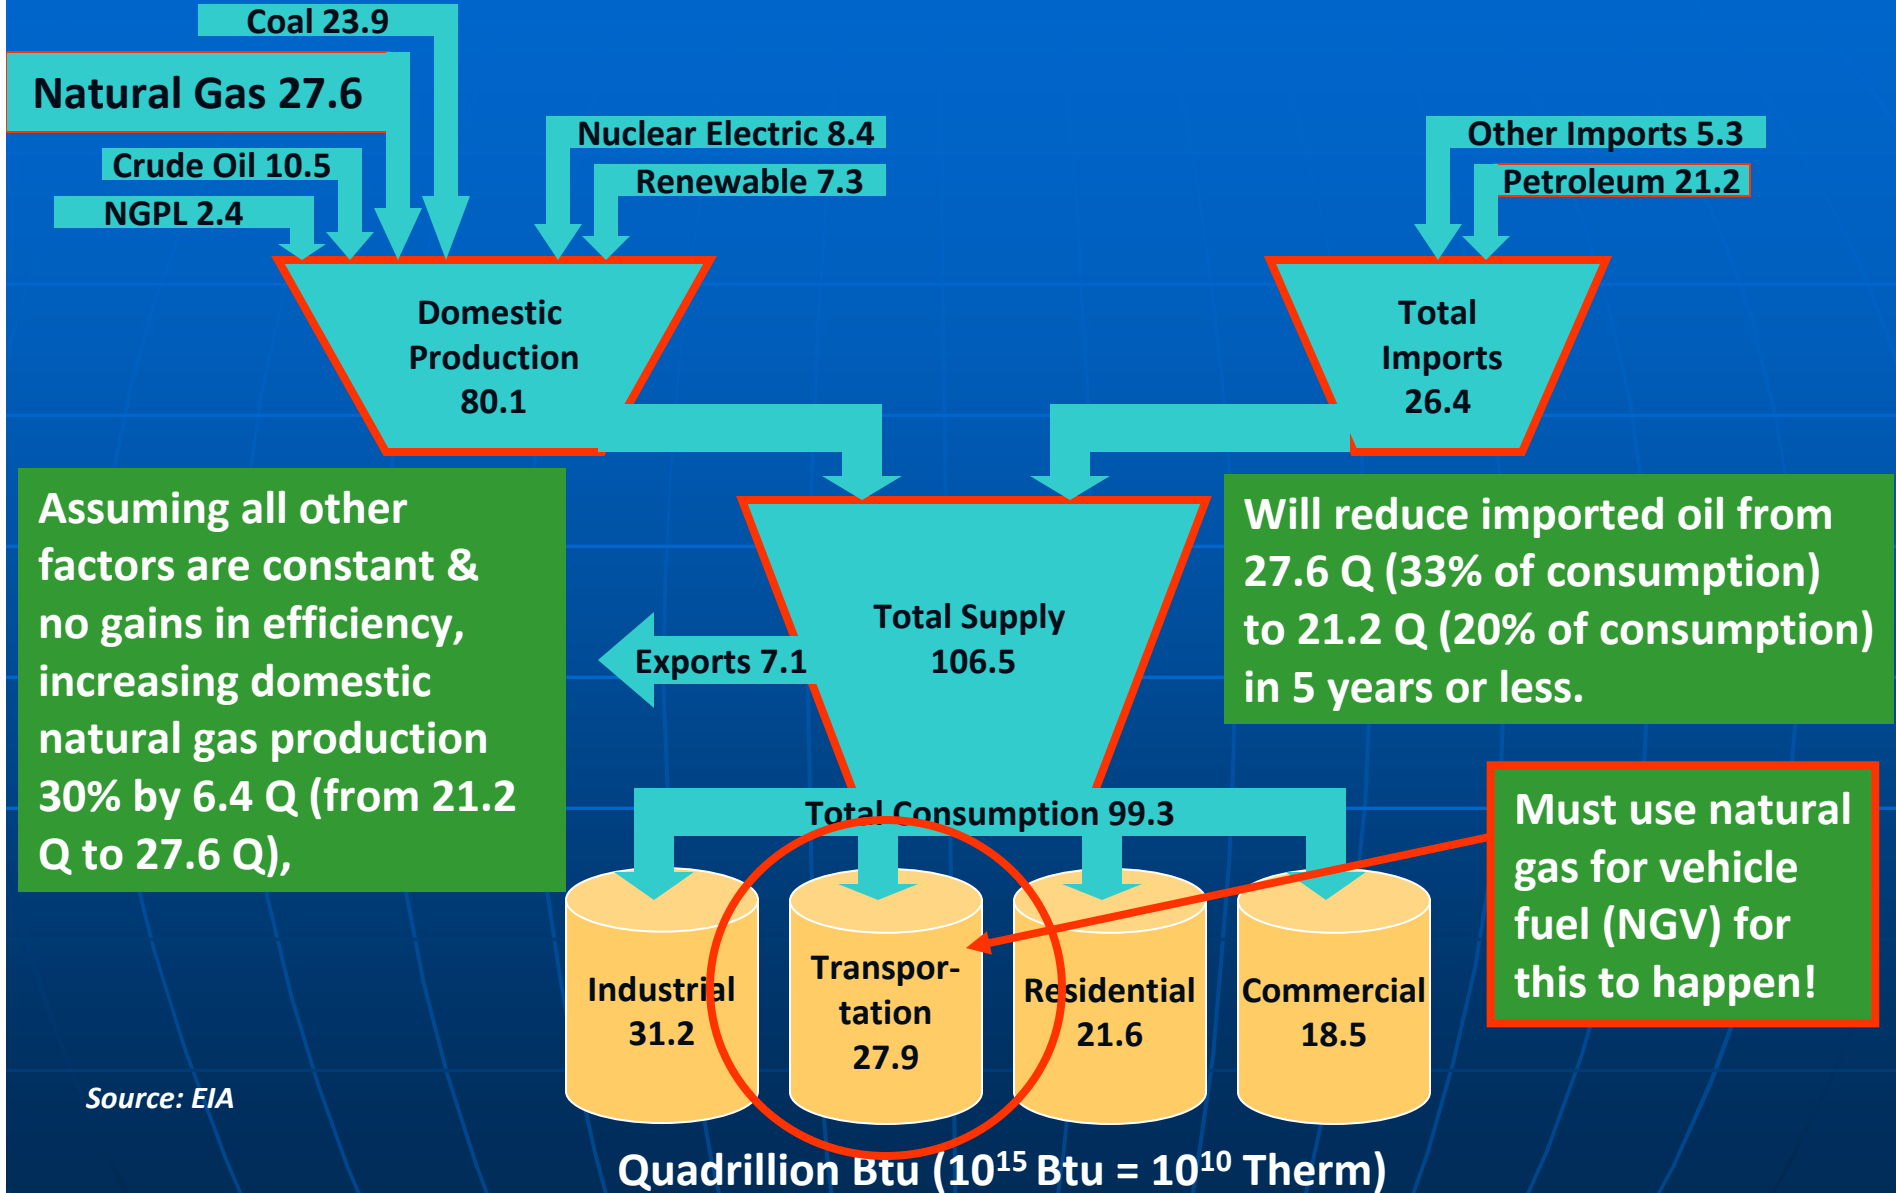 Coal 23.9
Natural Gas 27.6
Crude Oil 10.5
NGPL 2.4
Nuclear Electric 8.4
Renewable 7.3
Other Imports 5.3
Petroleum 21.2
Domestic
Production
80.1
Total
Imports
26.4
Assuming all other
factors are constant &
no gains in efficiency,
increasing domestic
natural gas production
30% by 6.4 Q (from 21.2
Q to 27.6 Q),
Exports 7.1
Total Supply
106.5
Will reduce imported oil from
27.6 Q (33% of consumption)
to 21.2 Q (20% of consumption)
in 5 years or less.
Total Consumption 99.3
Must use natural
gas for vehicle
fuel (NGV) for
this to happen!
Industrial
31.2
Transpor-
tation
27.9
Residential
21.6
Commercial
18.5
Source: EIA
Quadrillion Btu (10¹⁵ Btu = 10¹⁰ Therm)